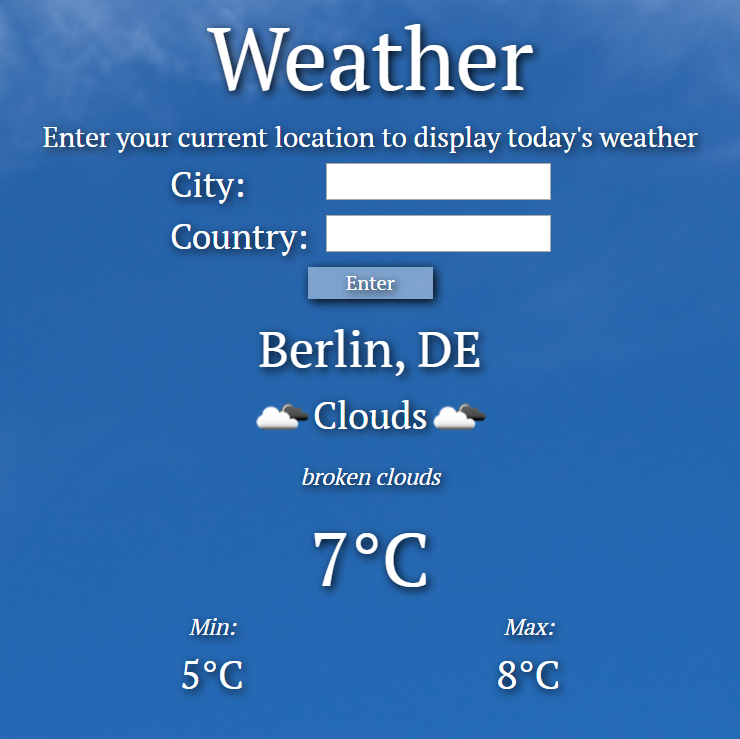 Weather
Enter your current location to display today's weather
City:
Country:
Enter
Berlin, DE
Clouds
broken clouds
7°C
Min: Max:
5°C 8°C